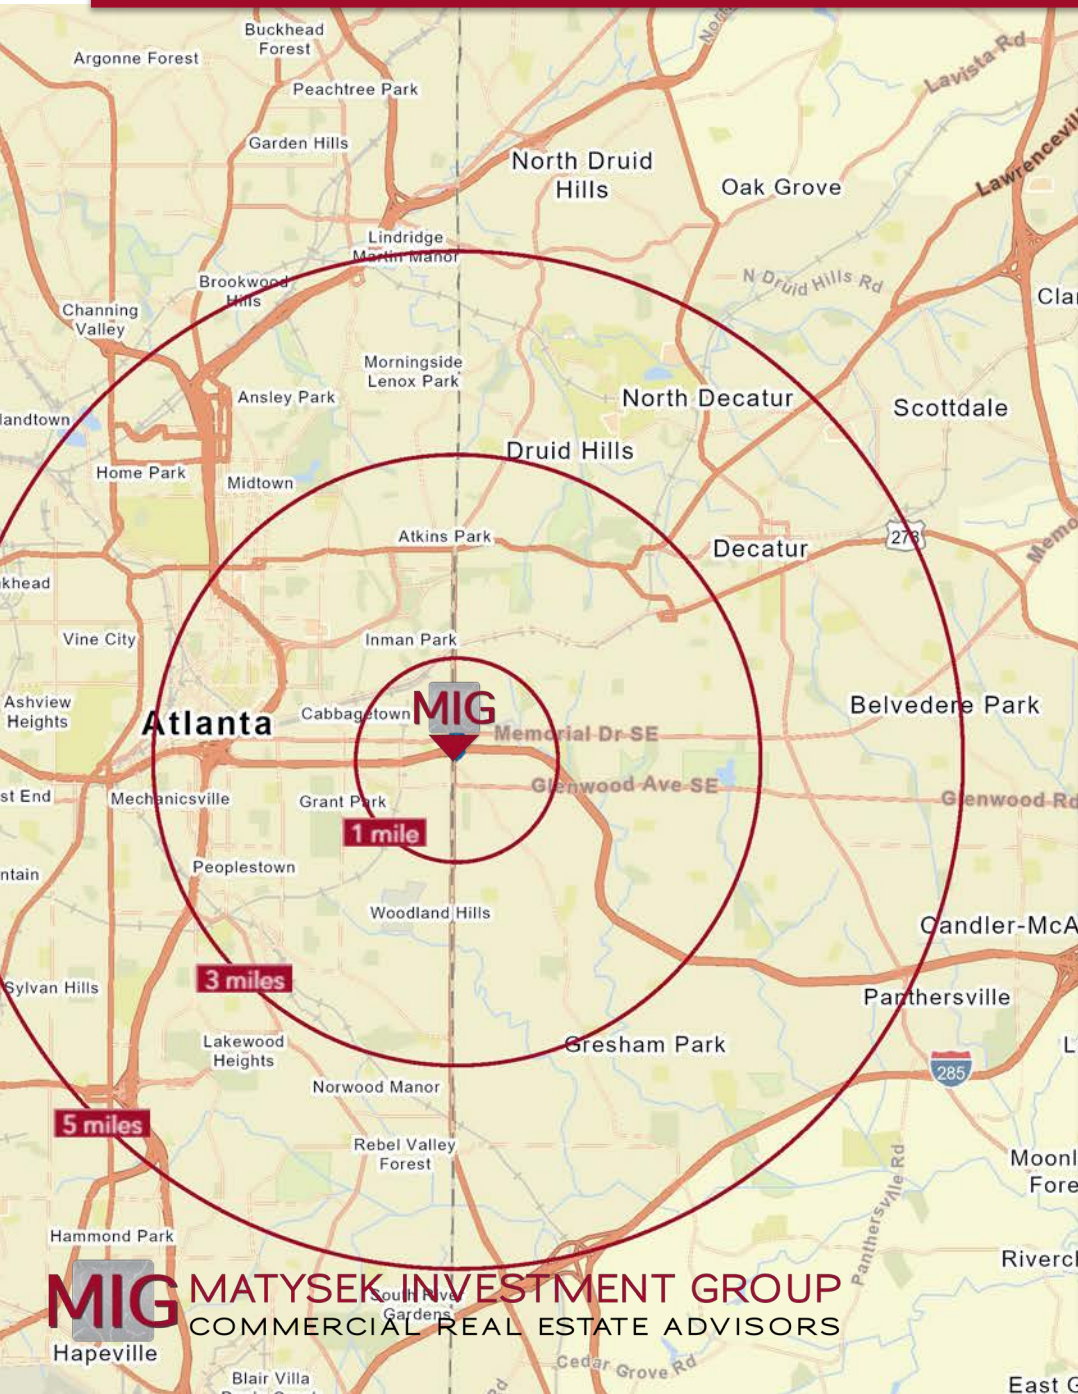 Buckhead
Forest
Argonne Forest
Peachtree Park
Lavista Rd
Garden Hills
North Druid
Hills
Oak Grove
Lindridge
Martin Manor
Brookwood
Hills
N Druid Hills Rd
Channing
Valley
Morningside
Lenox Park
Ansley Park
North Decatur
Scottdale
Druid Hills
Home Park
Midtown
Atkins Park
Decatur
278
Vine City
Inman Park
Ashview
Heights
Atlanta
Cabbagetown
MIG
Memorial Dr SE
Belvedere Park
Glenwood Ave SE
Glenwood Rd
Mechanicsville
Grant Park
1 mile
Peoplestown
Woodland Hills
Candler-McA
3 miles
Sylvan Hills
Panthersville
Lakewood
Heights
Gresham Park
285
Norwood Manor
5 miles
Rebel Valley
Forest
Panthersville Rd
Hammond Park
MIG MATYSEK INVESTMENT GROUP
South River
Gardens
COMMERCIAL REAL ESTATE ADVISORS
Hapeville
Cedar Grove Rd
Blair Villa